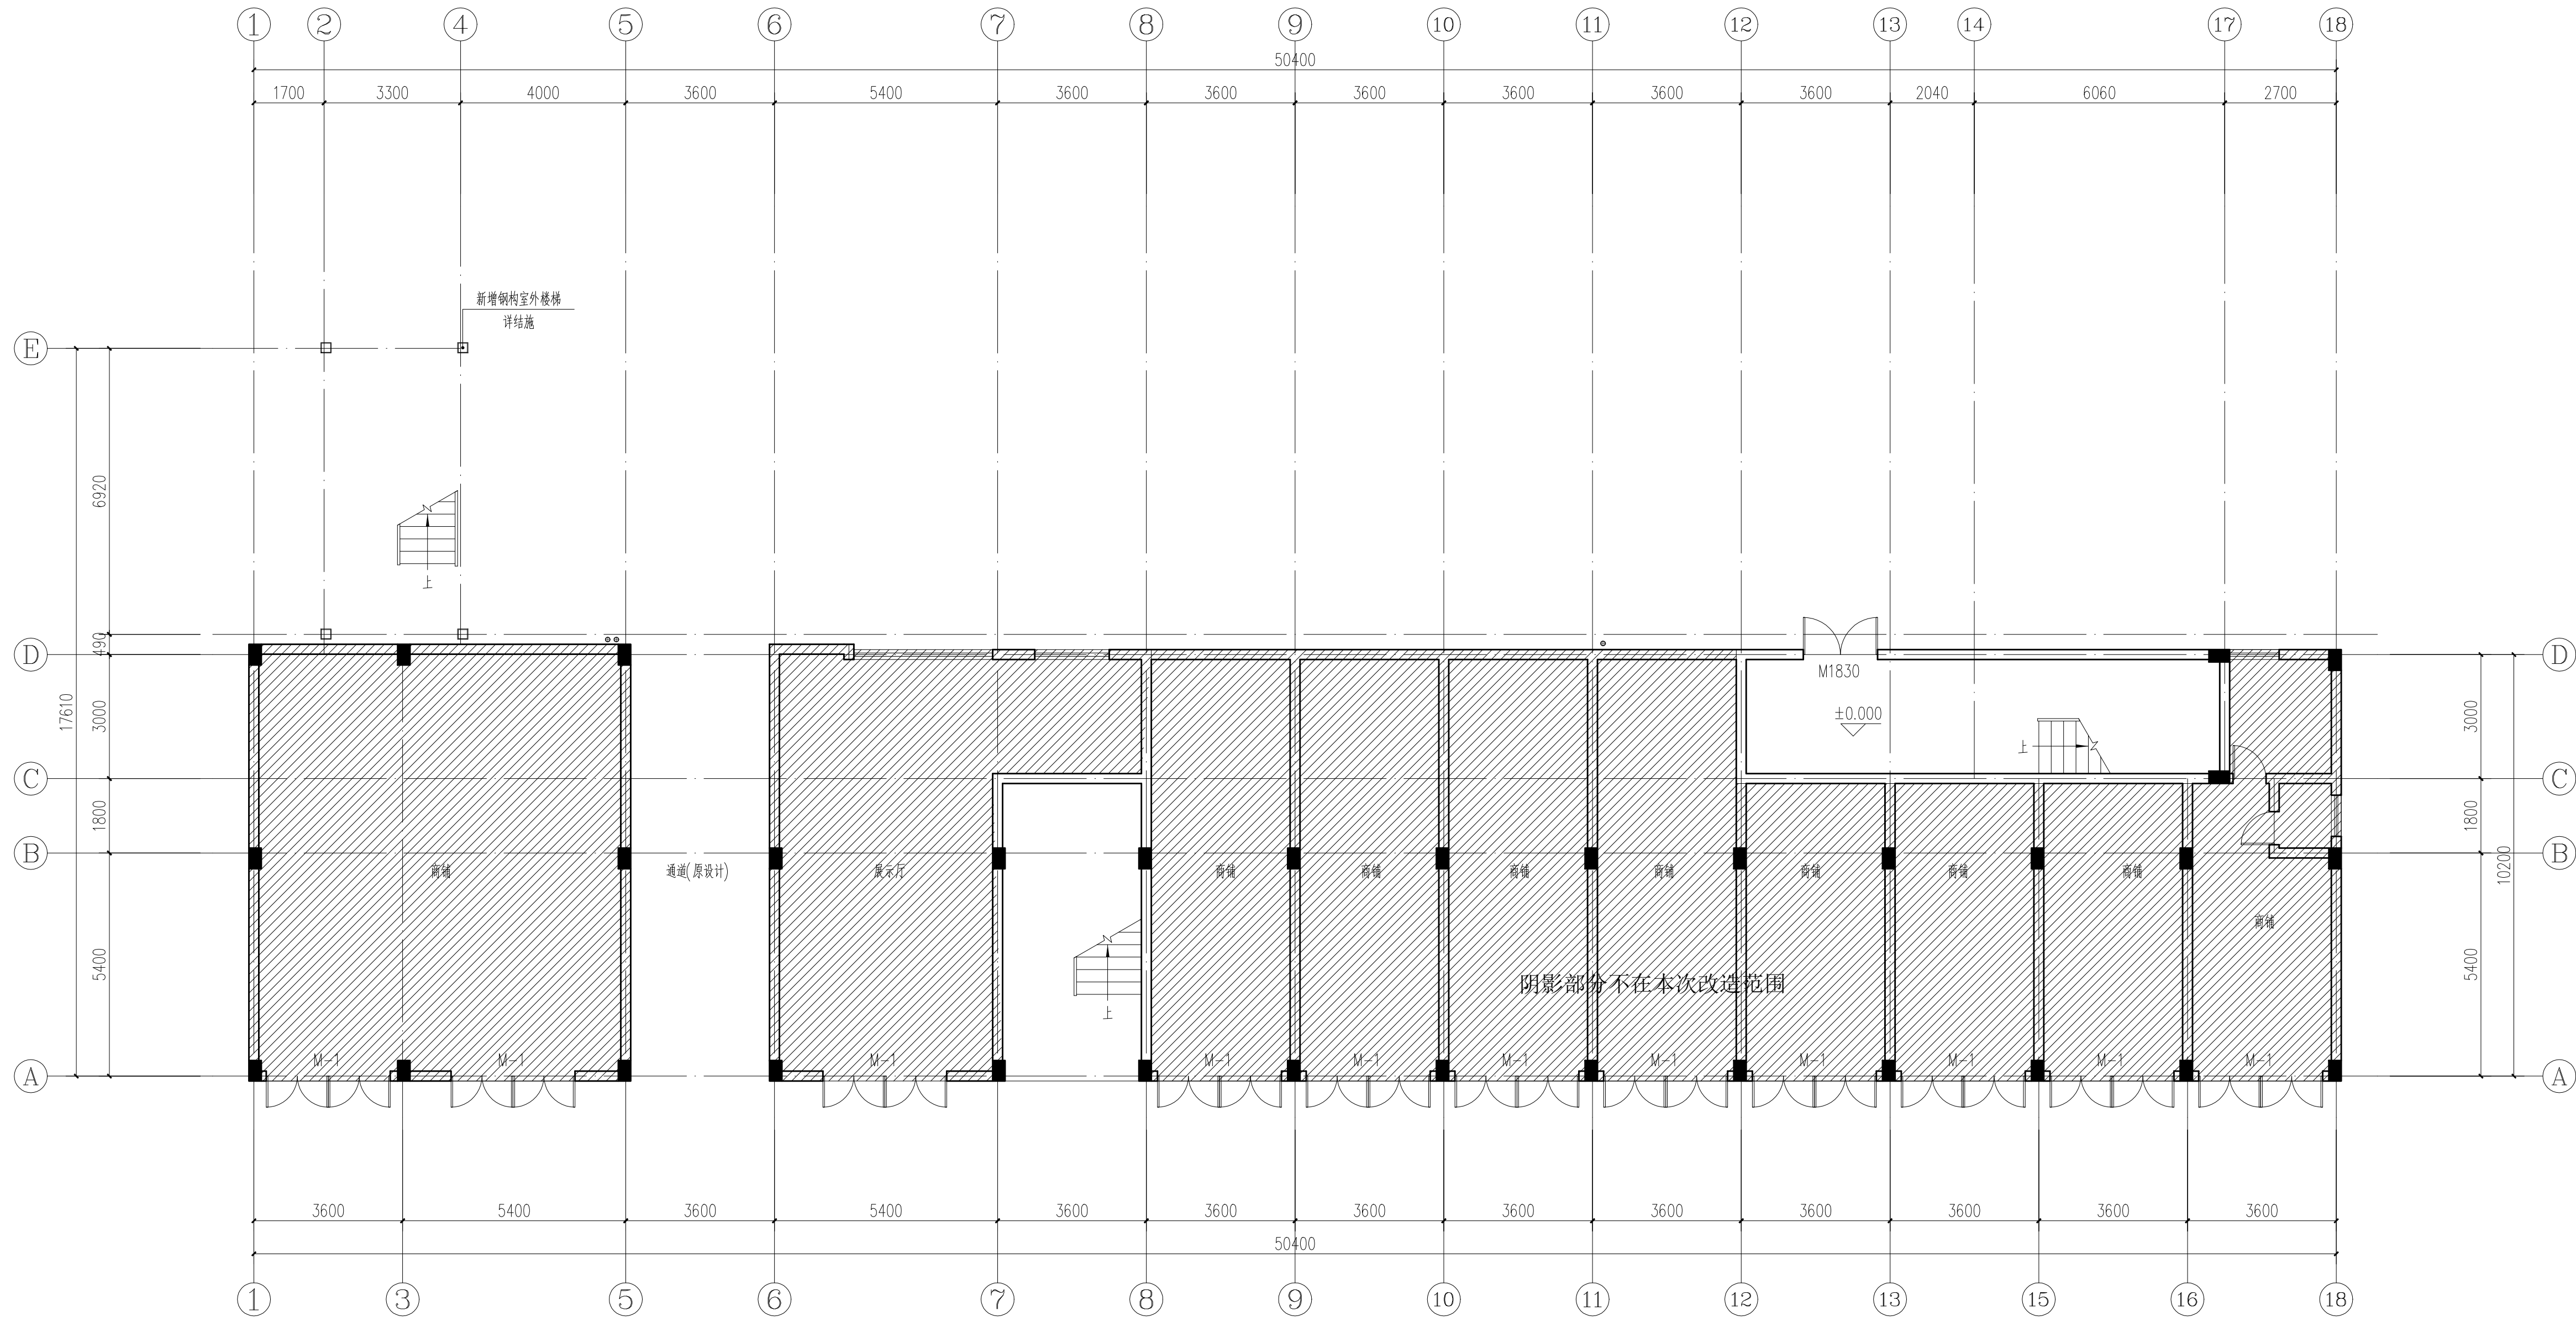 1 2 4 5 6 7 8 9 10 11 12 13 14 17 18
50400
1700 3300 4000 3600 5400 3600 3600 3600 3600 3600 3600 2040 6060 2700
新增钢构室外楼梯
详结施
E
6920
上
490
D D
M1830
17610
3000 3000
±0.000
上
C C
10200
1800 1800
B B
商铺 通道(原设计) 展示厅 商铺 商铺 商铺 商铺 商铺 商铺 商铺
商铺
5400 5400
阴影部分不在本次改造范围
上
M-1 M-1 M-1 M-1 M-1 M-1 M-1 M-1 M-1 M-1 M-1
A A
3600 5400 3600 5400 3600 3600 3600 3600 3600 3600 3600 3600 3600
50400
1 3 5 6 7 8 9 10 11 12 13 15 16 18